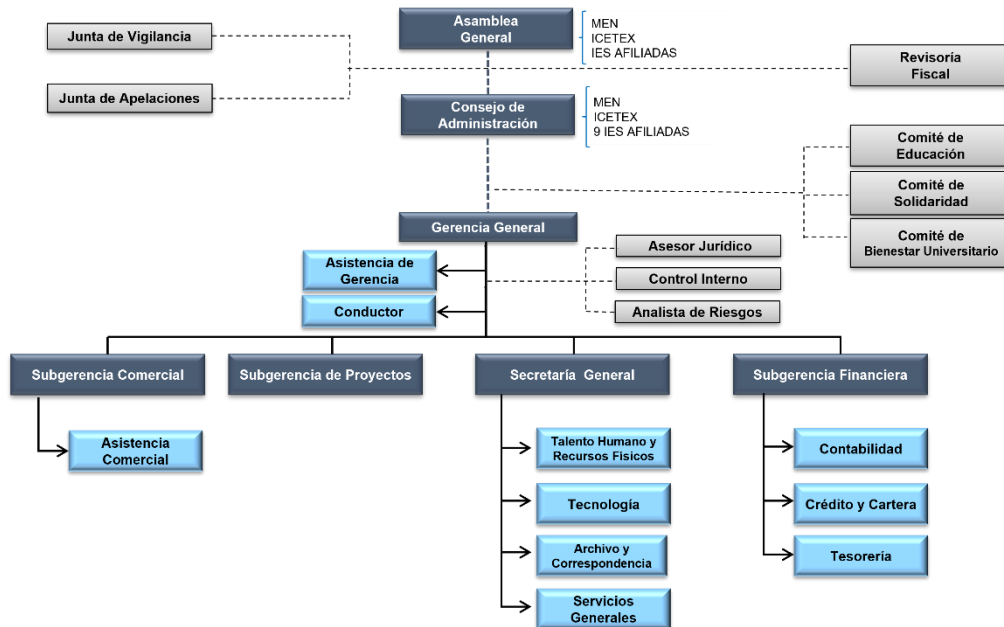 Asamblea
General
MEN
ICETEX
IES AFILIADAS
Junta de Vigilancia
Revisoría
Fiscal
Junta de Apelaciones
Consejo de
Administración
MEN
ICETEX
9 IES AFILIADAS
Comité de
Educación
Comité de
Solidaridad
Comité de
Bienestar Universitario
Gerencia General
Asistencia de
Gerencia
Conductor
Asesor Jurídico
Control Interno
Analista de Riesgos
Subgerencia Comercial
Subgerencia de Proyectos
Secretaría General
Subgerencia Financiera
Asistencia
Comercial
Talento Humano y
Recursos Fisicos
Tecnología
Archivo y
Correspondencia
Servicios
Generales
Contabilidad
Crédito y Cartera
Tesorería